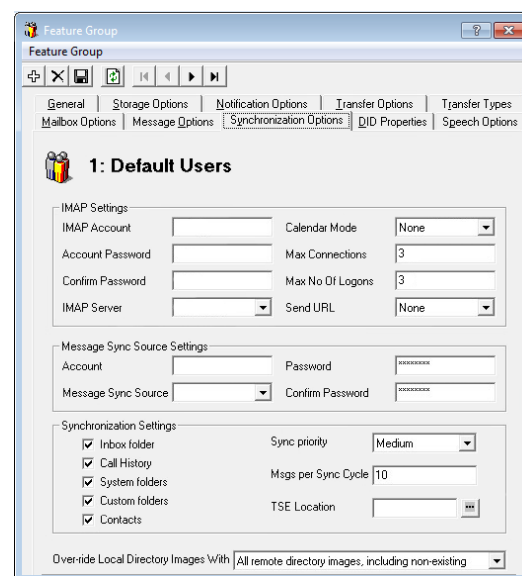 Feature Group
Feature Group
General Storage Options Notification Options Transfer Options Transfer Types
Mailbox Options Message Options Synchronization Options DID Properties Speech Options
1: Default Users
IMAP Settings
IMAP Account Calendar Mode None
Account Password Max Connections 3
Confirm Password Max No Of Logons 3
IMAP Server Send URL None
Message Sync Source Settings
Account Password ********
Message Sync Source Confirm Password ********
Synchronization Settings
Inbox folder Sync priority Medium
Call History
System folders Msgs per Sync Cycle 10
Custom folders TSE Location ...
Contacts
Over-ride Local Directory Images With All remote directory images, including non-existing